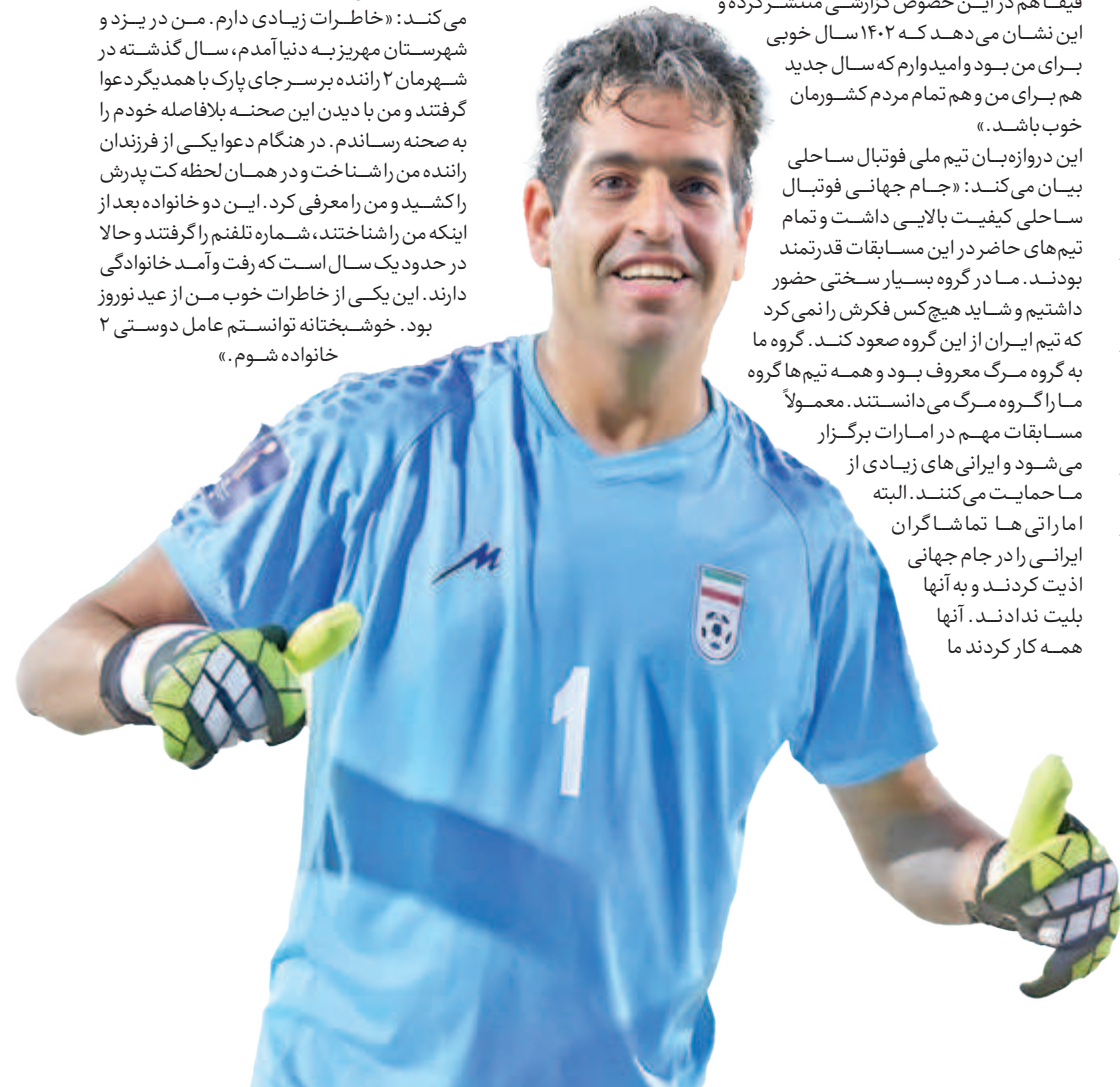 فیفا هم در این خصوص گزارشی منتشر کرده و
این نشان می‌دهد که ۱۴۰۲ سال خوبی
برای من بود و امیدوارم که سال جدید
هم برای من و هم تمام مردم کشورمان
خوب باشد.»
این دروازه‌بان تیم ملی فوتبال ساحلی
بیان می‌کند: «جام جهانی فوتبال
ساحلی کیفیت بالایی داشت و تمام
تیم‌های حاضر در این مسابقات قدرتمند
بودند. ما در گروه بسیار سختی حضور
داشتیم و شاید هیچ‌کس فکرش را نمی‌کرد
که تیم ایران از این گروه صعود کند. گروه ما
به گروه مرگ معروف بود و همه تیم‌ها گروه
ما را گروه مرگ می‌دانستند. معمولاً
مسابقات مهم در امارات برگزار
می‌شود و ایرانی‌های زیادی از
ما حمایت می‌کنند. البته
اماراتی‌ها تماشاگران
ایرانی را در جام جهانی
اذیت کردند و به آنها
بلیت ندادند. آنها
همه کار کردند ما
می‌کند: «خاطرات زیادی دارم. من در یزد و
شهرستان مهریز به دنیا آمدم، سال گذشته در
شهرمان ۲ راننده بر سر جای پارک با همدیگر دعوا
گرفتند و من با دیدن این صحنه بلافاصله خودم را
به صحنه رساندم. در هنگام دعوا یکی از فرزندان
راننده من را شناخت و در همان لحظه کت پدرش
را کشید و من را معرفی کرد. این دو خانواده بعد از
اینکه من را شناختند، شماره تلفنم را گرفتند و حالا
در حدود یک سال است که رفت و آمد خانوادگی
دارند. این یکی از خاطرات خوب من از عید نوروز
بود. خوشبختانه توانستم عامل دوستی ۲
خانواده شوم.»
1